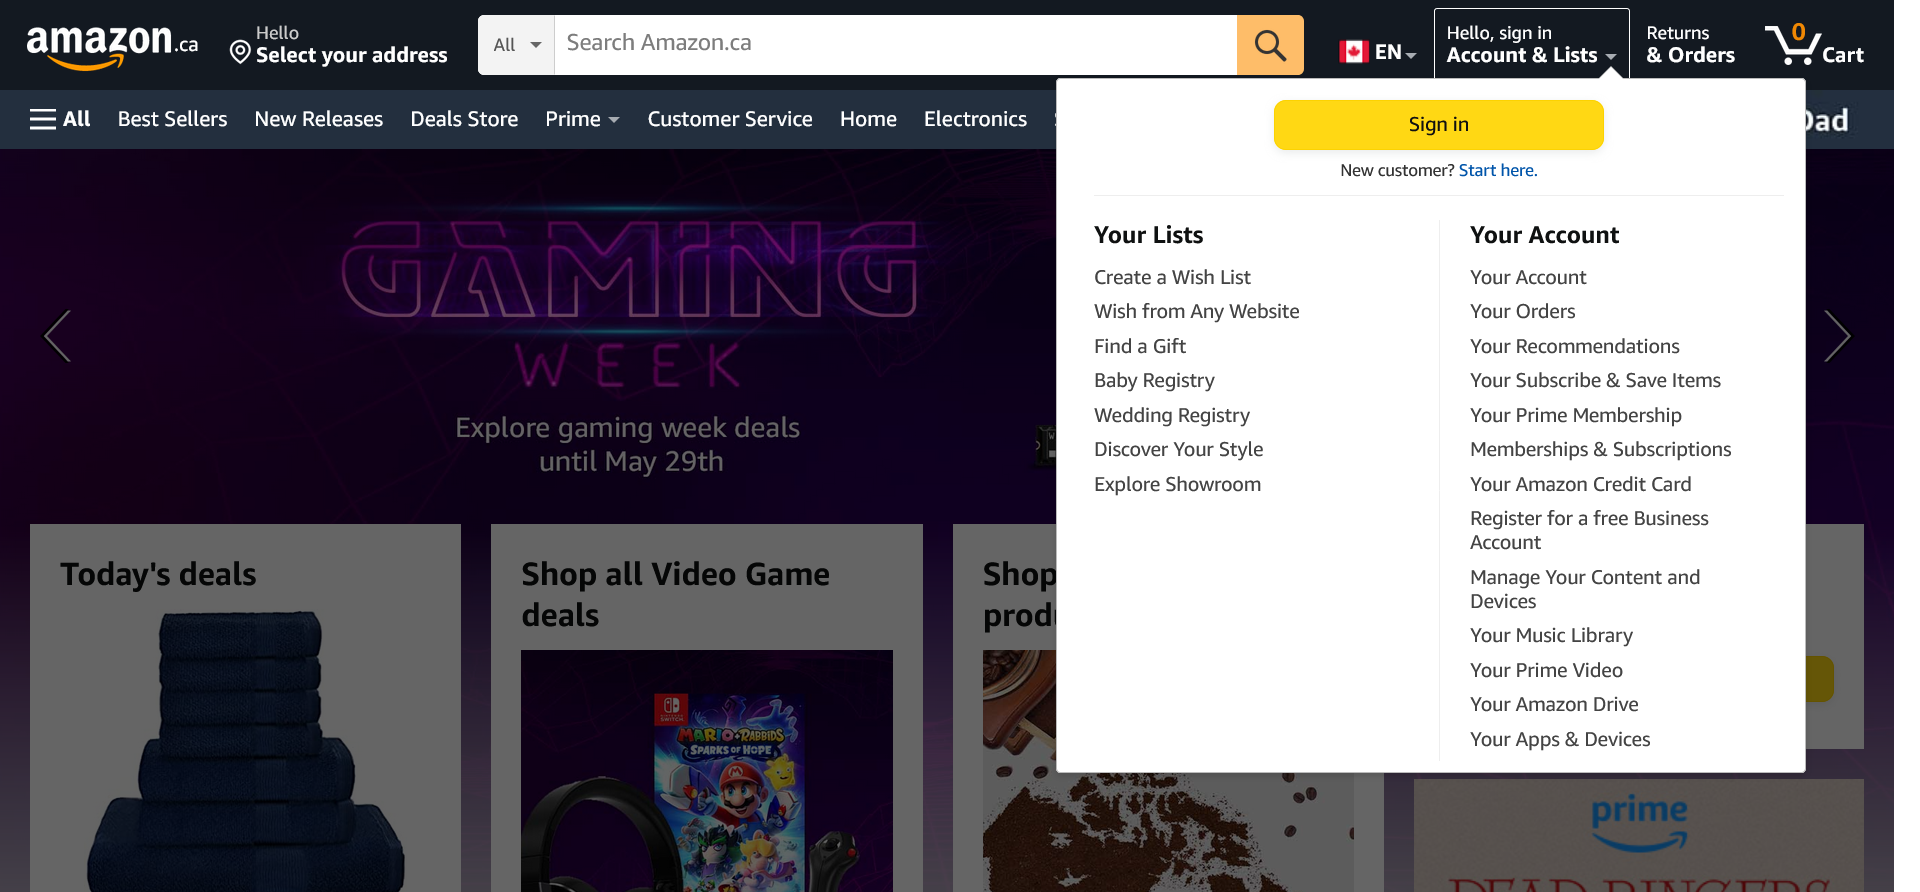 amazon.ca
Hello
Select your address
All
Search Amazon.ca
EN
Hello, sign in
Account & Lists
Returns
& Orders
0
Cart
All
Best Sellers
New Releases
Deals Store
Prime
Customer Service
Home
Electronics
Dad
Sign in
New customer? Start here.
Your Lists
Create a Wish List
Wish from Any Website
Find a Gift
Baby Registry
Wedding Registry
Discover Your Style
Explore Showroom
Your Account
Your Account
Your Orders
Your Recommendations
Your Subscribe & Save Items
Your Prime Membership
Memberships & Subscriptions
Your Amazon Credit Card
Register for a free Business
Account
Manage Your Content and
Devices
Your Music Library
Your Prime Video
Your Amazon Drive
Your Apps & Devices
GAMING
WEEK
Explore gaming week deals
until May 29th
Today's deals
Shop all Video Game
deals
NINTENDO
SWITCH
MARIO+RABBIDS
SPARKS OF HOPE
Shop
prime
DEAD RINGERS